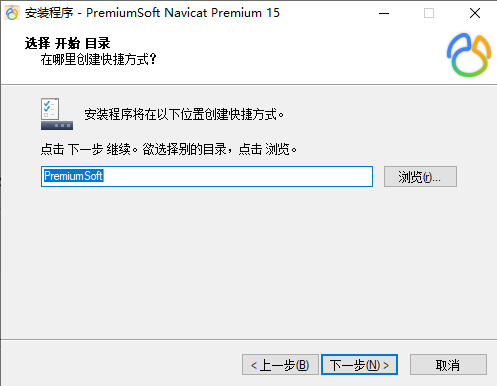 安装程序 - PremiumSoft Navicat Premium 15
选择 开始 目录
在哪里创建快捷方式?
安装程序将在以下位置创建快捷方式。
点击 下一步 继续。欲选择别的目录，点击 浏览。
PremiumSoft
浏览(r)...
< 上一步(B)
下一步(N) >
取消